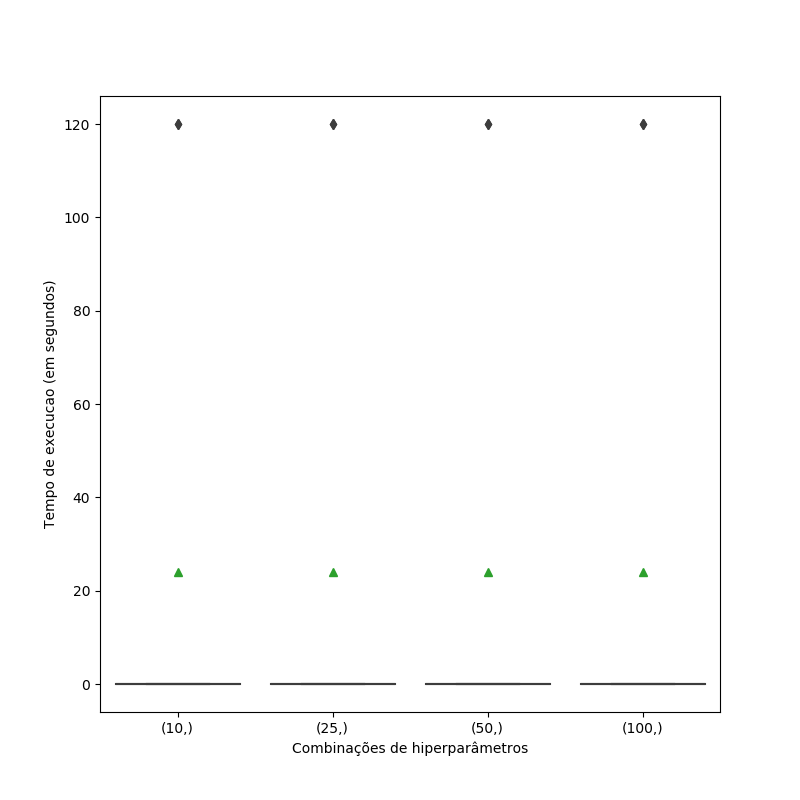 120
100
80
60
40
20
0
Tempo de execucao (em segundos)
(10,) (25,) (50,) (100,)
Combinações de hiperparâmetros